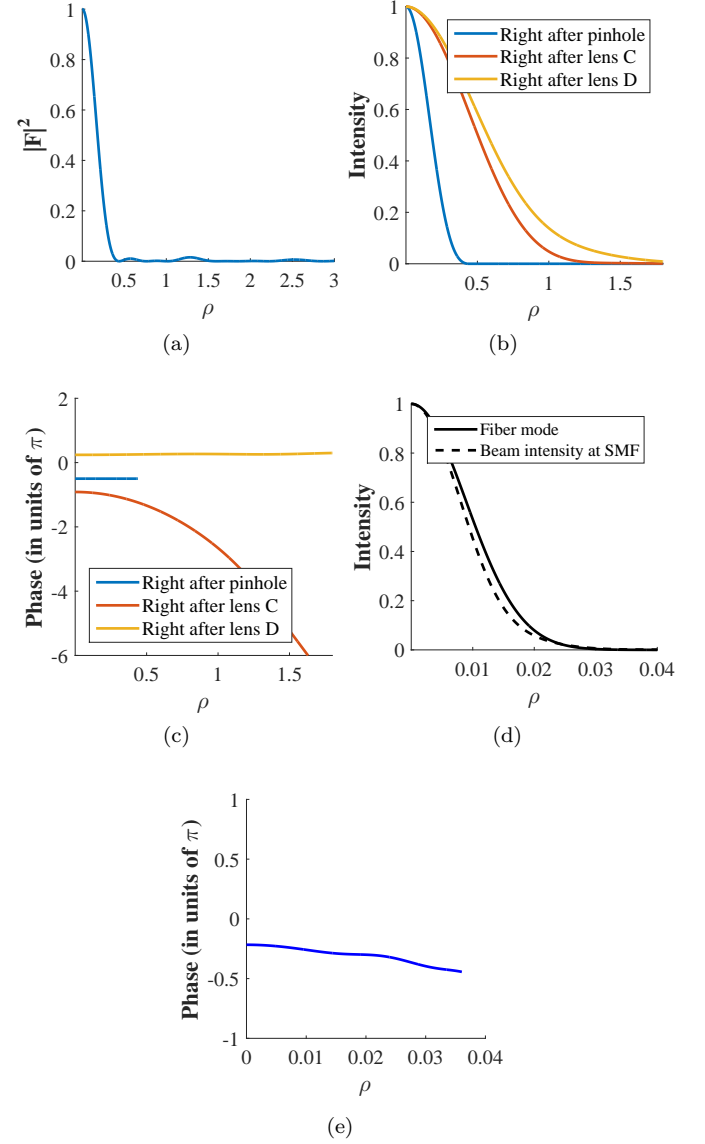 1
0.8
0.6
0.4
0.2
0
|F|²
0.5 1 1.5 2 2.5 3
ρ
(a)
1
0.8
0.6
0.4
0.2
0
Intensity
Right after pinhole
Right after lens C
Right after lens D
0.5 1 1.5
ρ
(b)
2
0
-2
-4
-6
Phase (in units of π)
Right after pinhole
Right after lens C
Right after lens D
0.5 1 1.5
ρ
(c)
1
0.8
0.6
0.4
0.2
0
Intensity
Fiber mode
Beam intensity at SMF
0.01 0.02 0.03 0.04
ρ
(d)
1
0.5
0
-0.5
-1
Phase (in units of π)
0 0.01 0.02 0.03 0.04
ρ
(e)